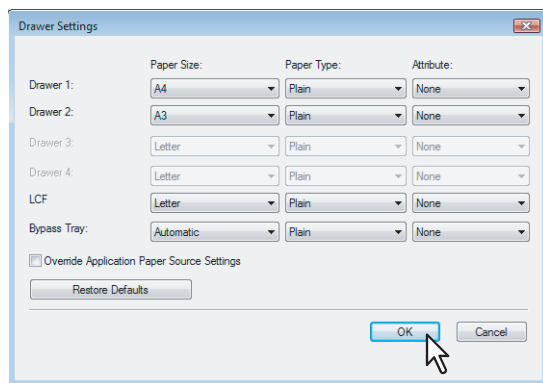 Drawer Settings
Paper Size: Paper Type: Attribute:
Drawer 1: A4 Plain None
Drawer 2: A3 Plain None
Drawer 3: Letter Plain None
Drawer 4: Letter Plain None
LCF Letter Plain None
Bypass Tray: Automatic Plain None
Override Application Paper Source Settings
Restore Defaults
OK Cancel